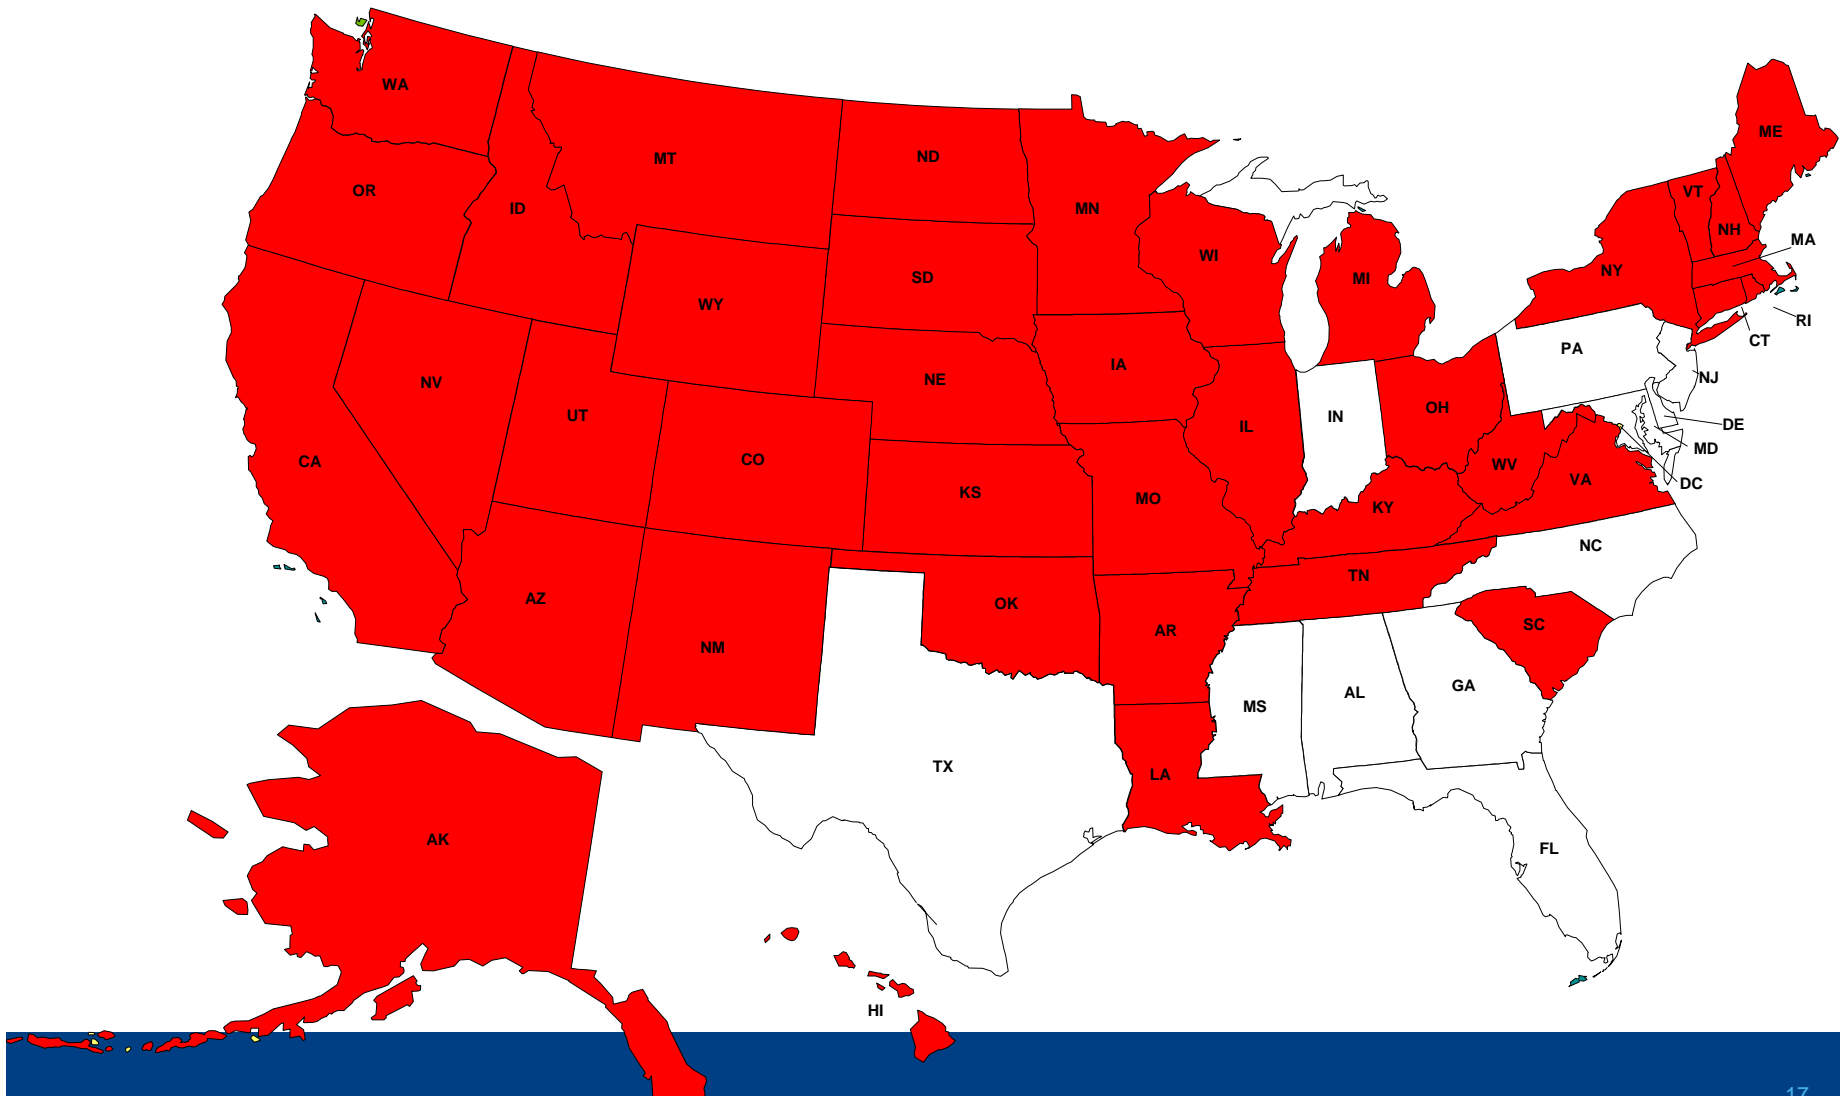 WA
ME
MT
ND
OR
VT
ID
MN
NH
MA
WI
NY
SD
MI
WY
RI
CT
PA
IA
NJ
NE
NV
OH
UT
IN
DE
IL
MD
CO
CA
WV
VA
DC
KS
MO
KY
NC
TN
AZ
OK
SC
AR
NM
GA
AL
MS
TX
LA
AK
FL
HI
17